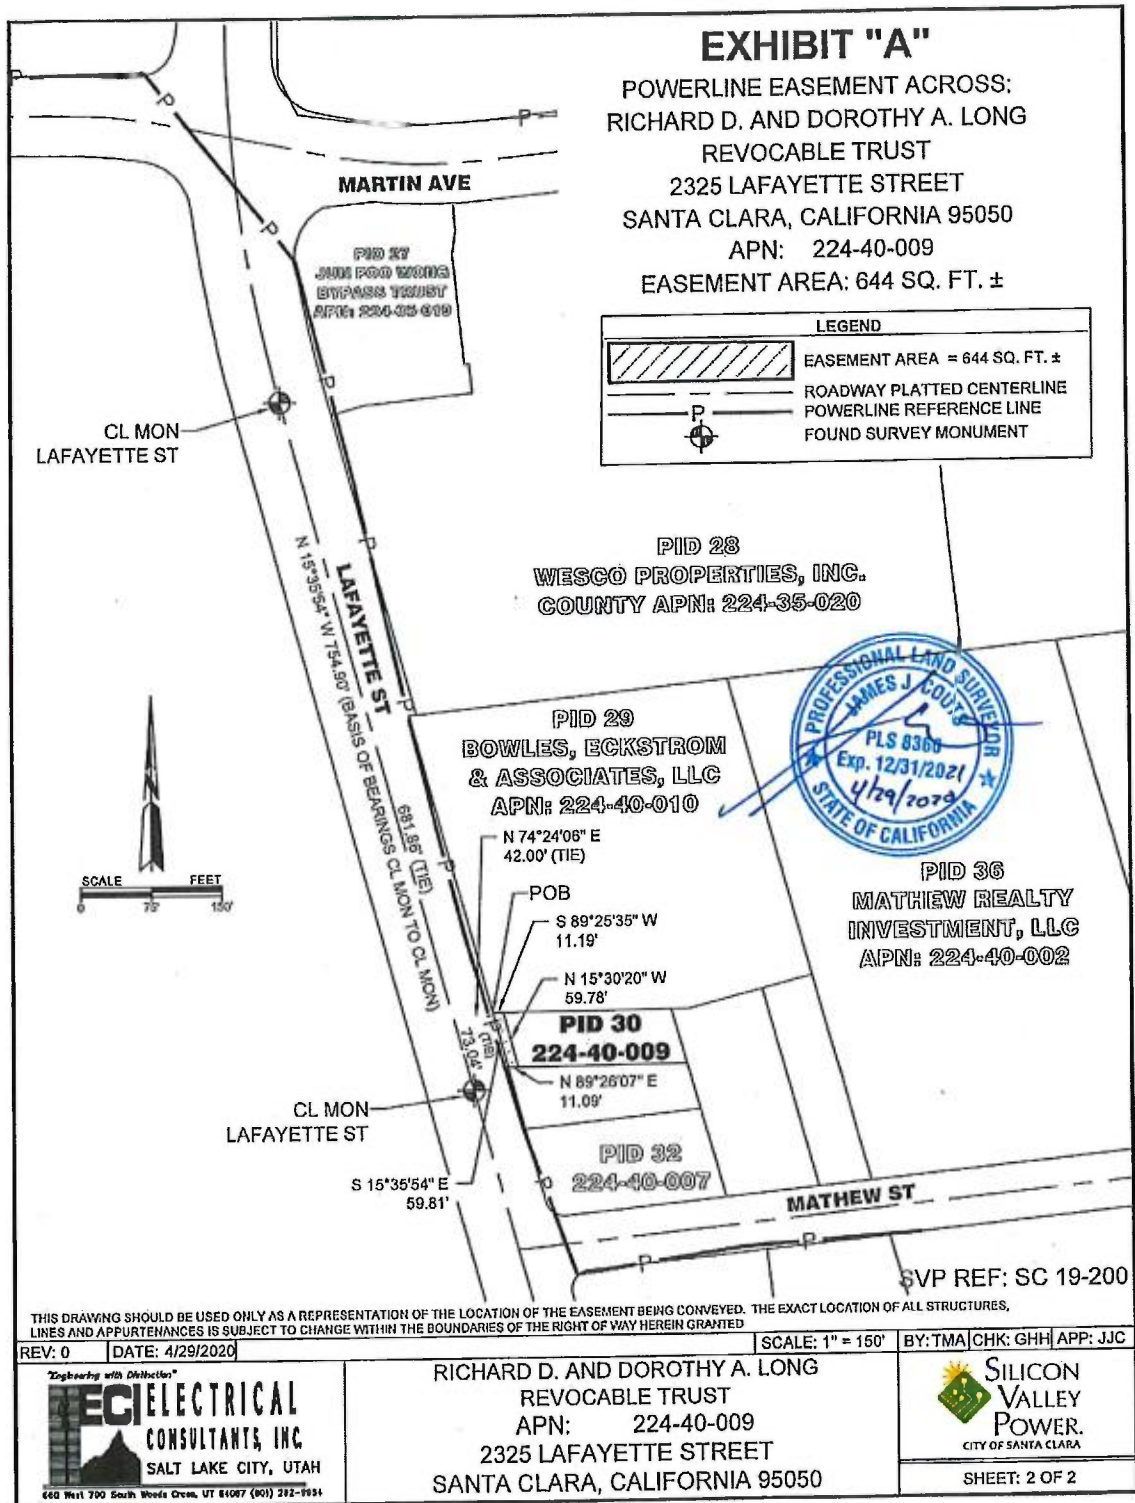 EXHIBIT "A"
POWERLINE EASEMENT ACROSS:
RICHARD D. AND DOROTHY A. LONG
REVOCABLE TRUST
2325 LAFAYETTE STREET
SANTA CLARA, CALIFORNIA 95050
APN: 224-40-009
EASEMENT AREA: 644 SQ. FT. ±
LEGEND
EASEMENT AREA = 644 SQ. FT. ±
ROADWAY PLATTED CENTERLINE
P
POWERLINE REFERENCE LINE
FOUND SURVEY MONUMENT
P
P
P
P
MARTIN AVE
PID 27
JUN POO WONG
BYPASS TRUST
APN: 224-35-019
P
CL MON
LAFAYETTE ST
P
PID 28
WESCO PROPERTIES, INC.
COUNTY APN: 224-35-020
LAFAYETTE ST
N 15°35'54" W 754.90' (BASIS OF BEARINGS CL MON TO CL MON)
P
PROFESSIONAL LAND SURVEYOR
JAMES J. COUTS
PLS 8360
Exp. 12/31/2021
4/29/2020
STATE OF CALIFORNIA
PID 29
BOWLES, ECKSTROM
& ASSOCIATES, LLC
APN: 224-40-010
681.86' (TIE)
P
N 74°24'06" E
42.00' (TIE)
POB
S 89°25'35" W
11.19'
N 15°30'20" W
59.78'
PID 36
MATHEW REALTY
INVESTMENT, LLC
APN: 224-40-002
N
SCALE FEET
0 75' 150'
P
(TIE)
73.04'
PID 30
224-40-009
N 89°26'07" E
11.09'
CL MON
LAFAYETTE ST
PID 32
224-40-007
S 15°35'54" E
59.81'
P
MATHEW ST
P
P
SVP REF: SC 19-200
THIS DRAWING SHOULD BE USED ONLY AS A REPRESENTATION OF THE LOCATION OF THE EASEMENT BEING CONVEYED. THE EXACT LOCATION OF ALL STRUCTURES,
LINES AND APPURTENANCES IS SUBJECT TO CHANGE WITHIN THE BOUNDARIES OF THE RIGHT OF WAY HEREIN GRANTED
REV: 0 DATE: 4/29/2020 SCALE: 1" = 150' BY: TMA CHK: GHH APP: JJC
"Engineering with Distinction"
ECI ELECTRICAL
CONSULTANTS, INC.
SALT LAKE CITY, UTAH
660 West 700 South Woods Cross, UT 84087 (801) 292-9954
RICHARD D. AND DOROTHY A. LONG
REVOCABLE TRUST
APN: 224-40-009
2325 LAFAYETTE STREET
SANTA CLARA, CALIFORNIA 95050
SILICON
VALLEY
POWER.
CITY OF SANTA CLARA
SHEET: 2 OF 2